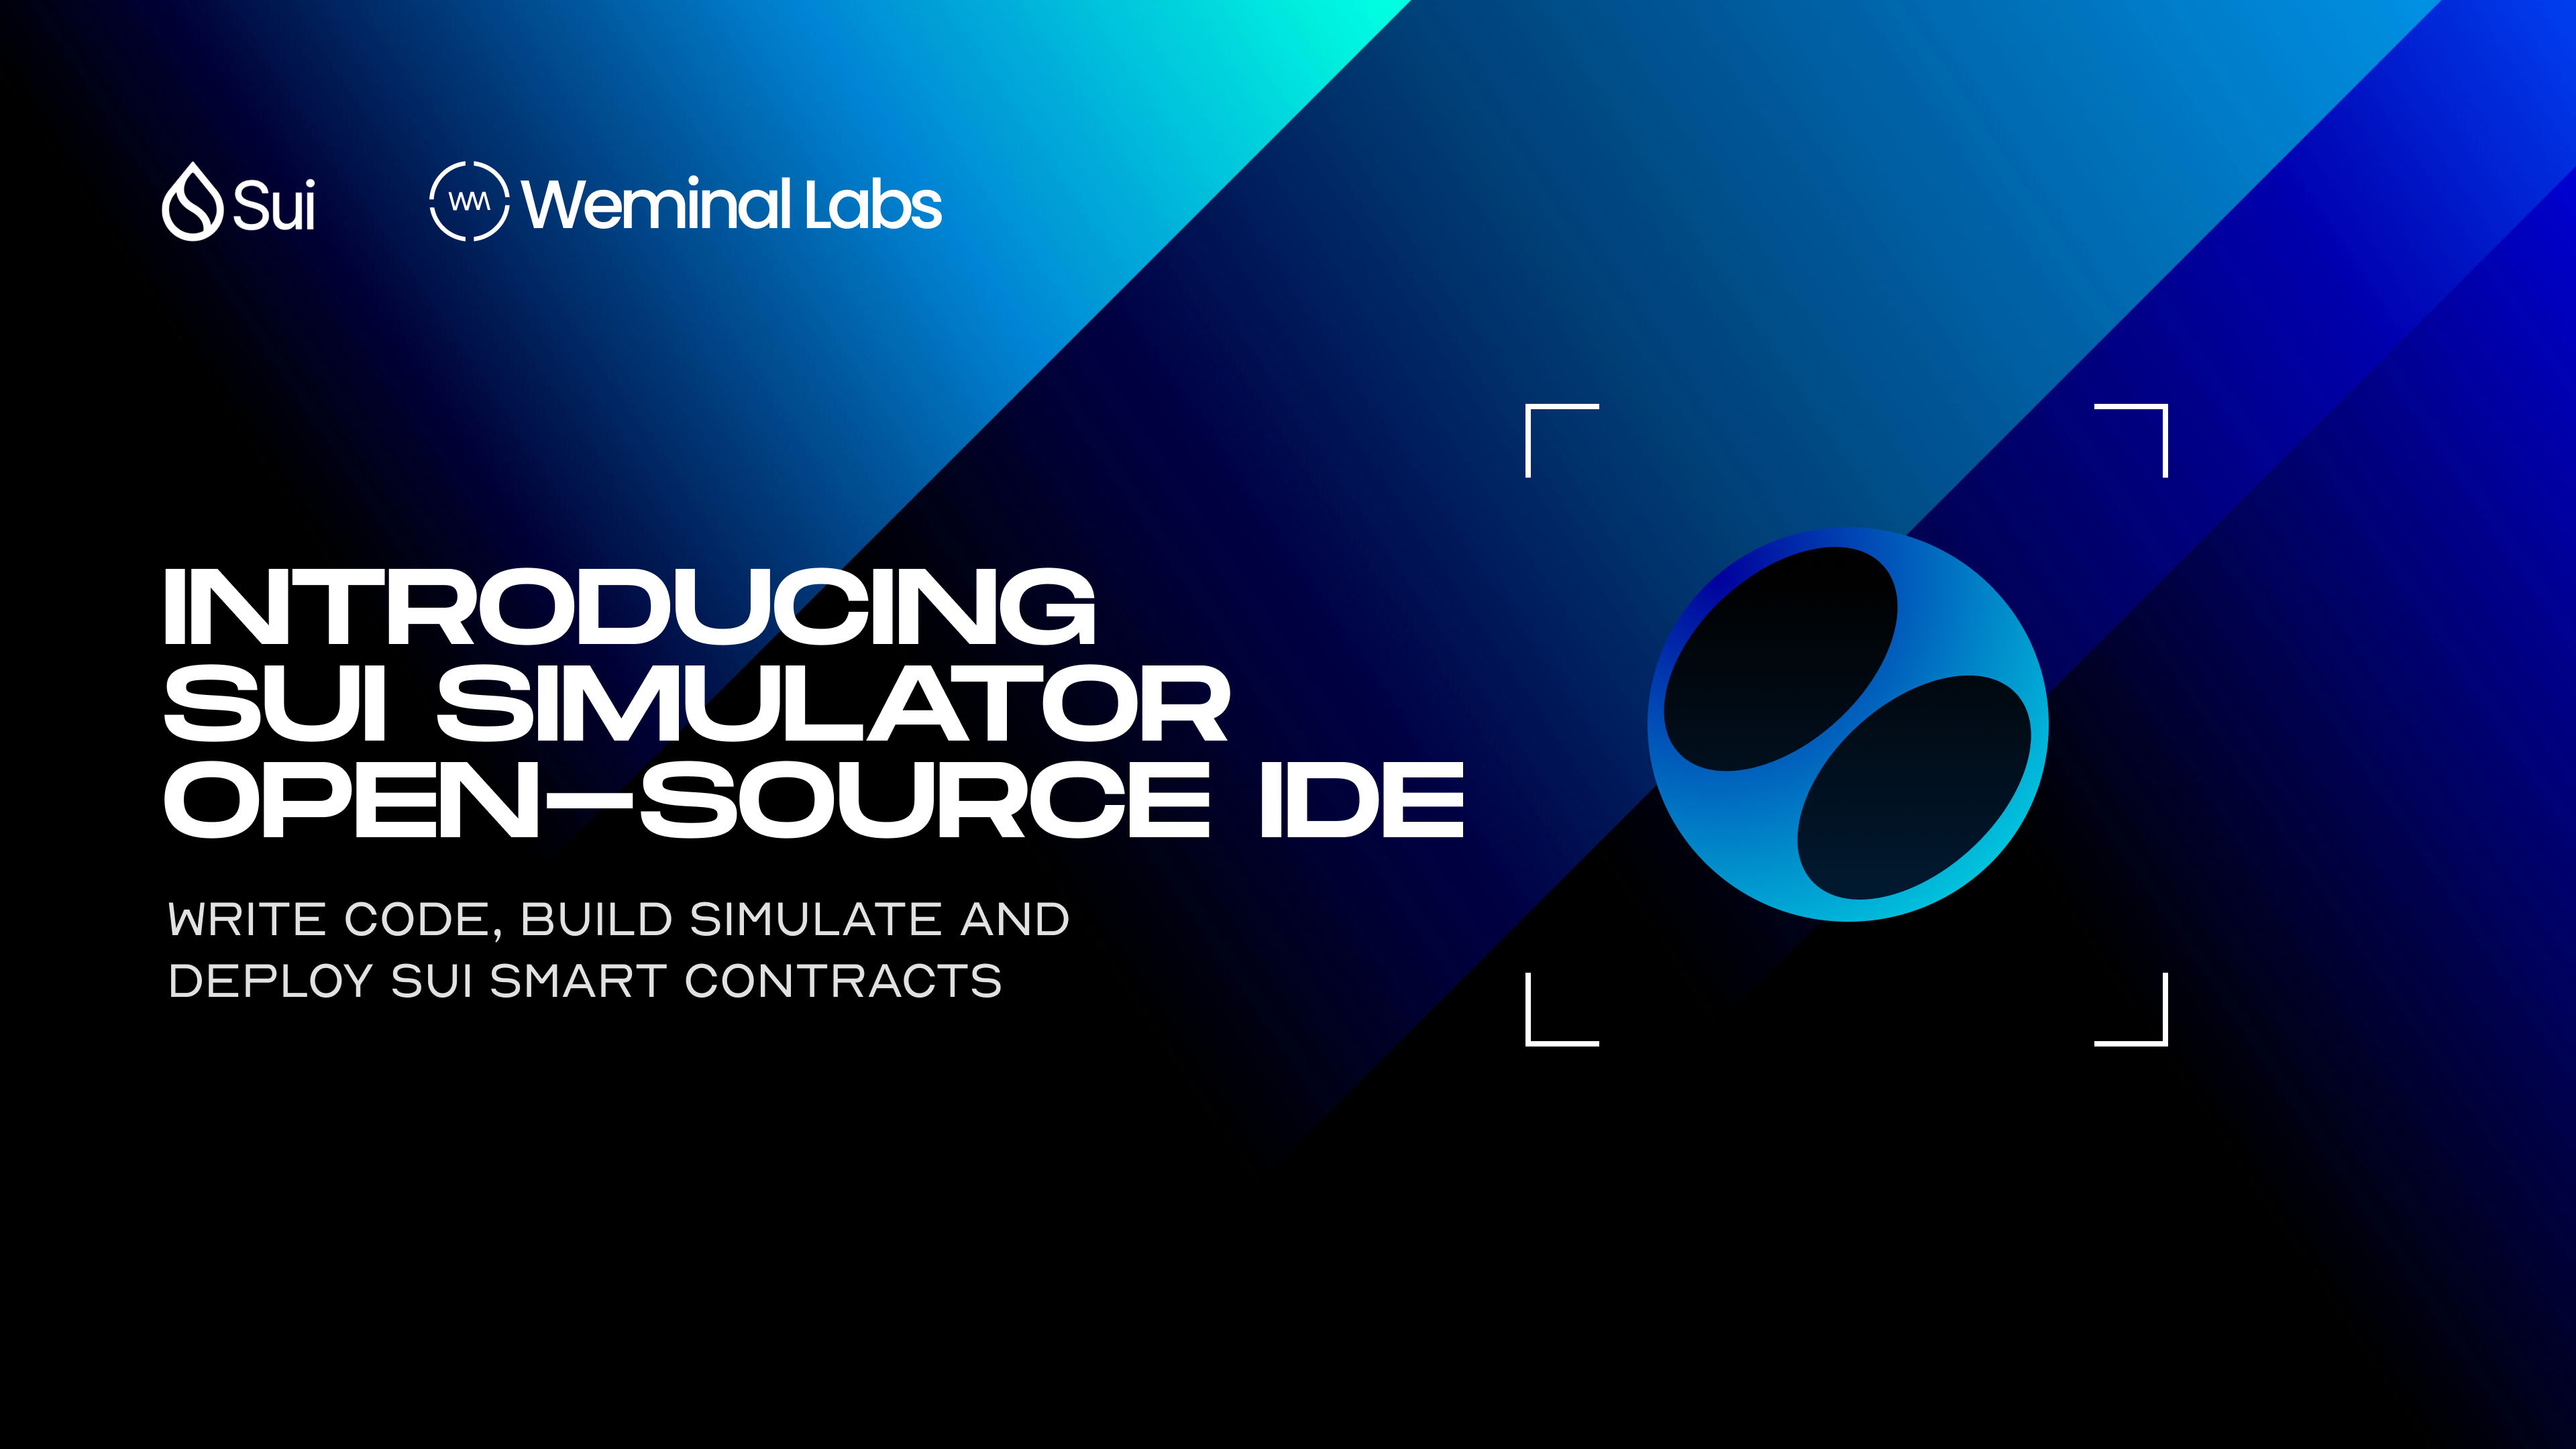 Sui
WM Weminal Labs
INTRODUCING
SUI SIMULATOR
OPEN-SOURCE IDE
WRITE CODE, BUILD SIMULATE AND
DEPLOY SUI SMART CONTRACTS